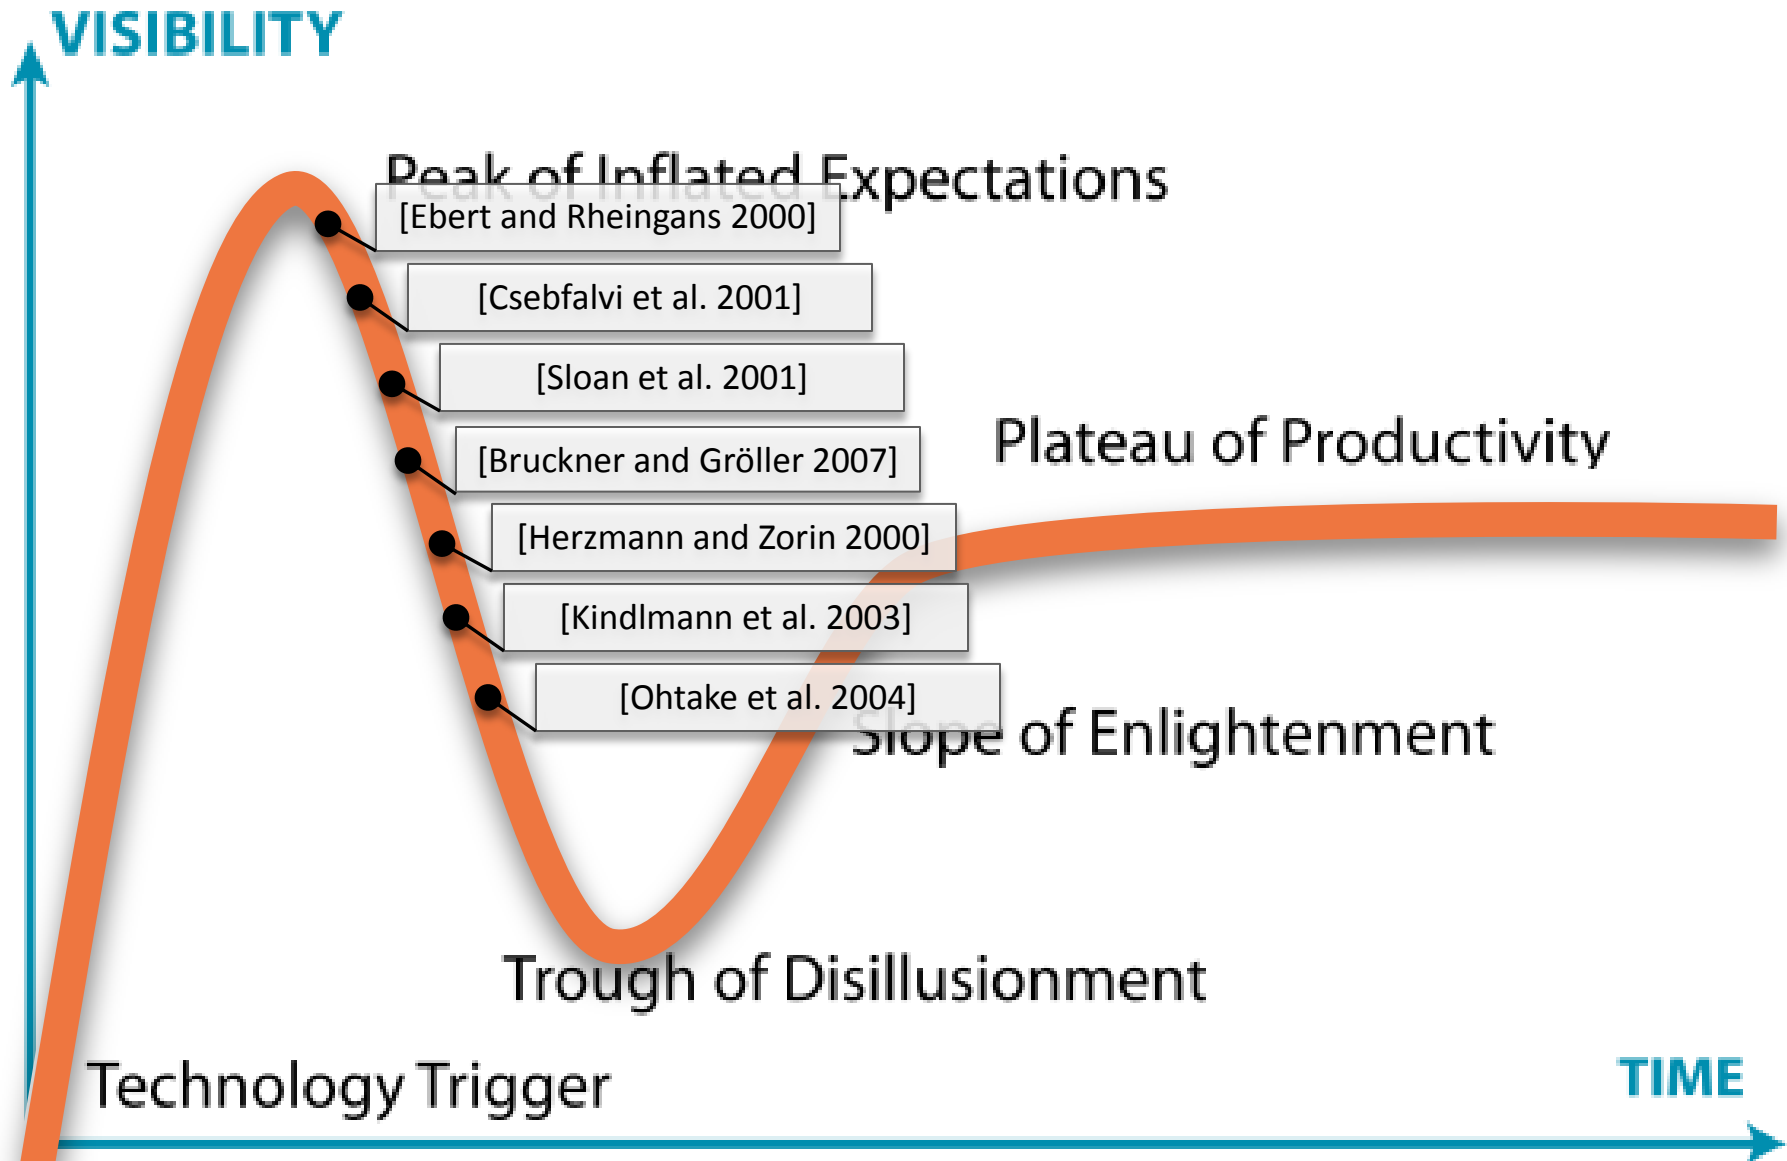 VISIBILITY
Peak of Inflated Expectations
[Ebert and Rheingans 2000]
[Csebfalvi et al. 2001]
[Sloan et al. 2001]
[Bruckner and Gröller 2007]
Plateau of Productivity
[Herzmann and Zorin 2000]
[Kindlmann et al. 2003]
[Ohtake et al. 2004]
Slope of Enlightenment
Trough of Disillusionment
Technology Trigger
TIME